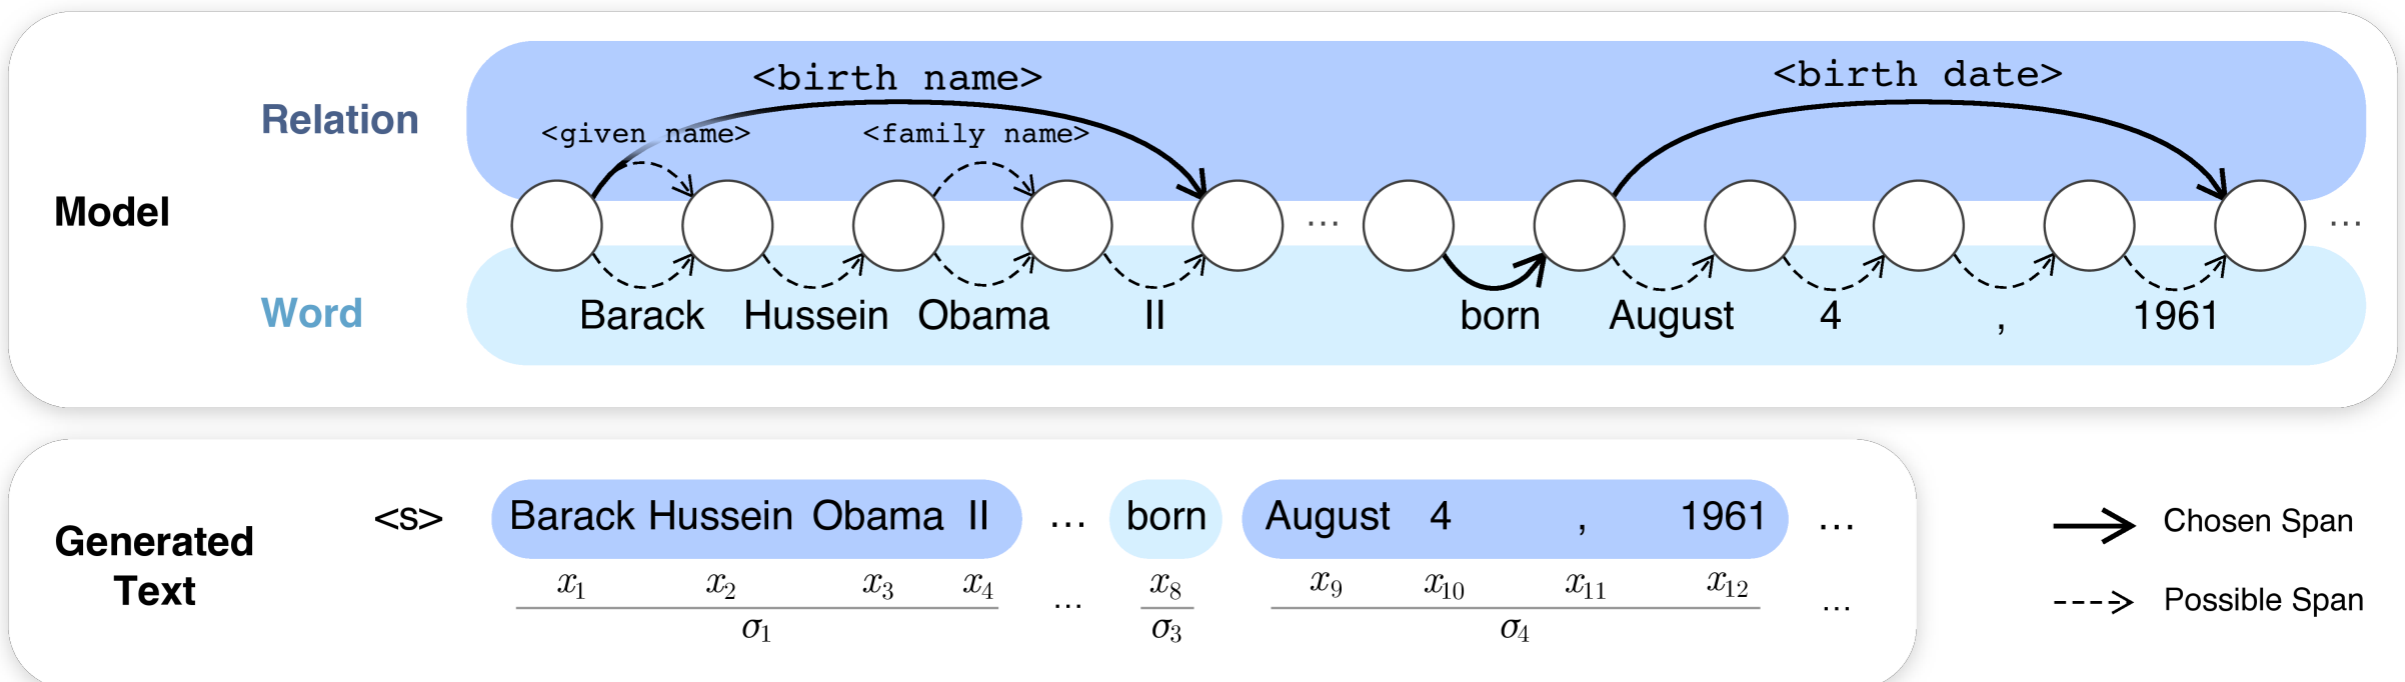 <birth name>
<birth date>
Relation
<given name>
<family name>
Model
... ...
Word
Barack Hussein Obama II born August 4 , 1961
Generated Text
<s> Barack Hussein Obama II ... born August 4 , 1961 ...
x1 x2 x3 x4 ... x8 x9 x10 x11 x12 ...
σ1 σ3 σ4
Chosen Span
Possible Span